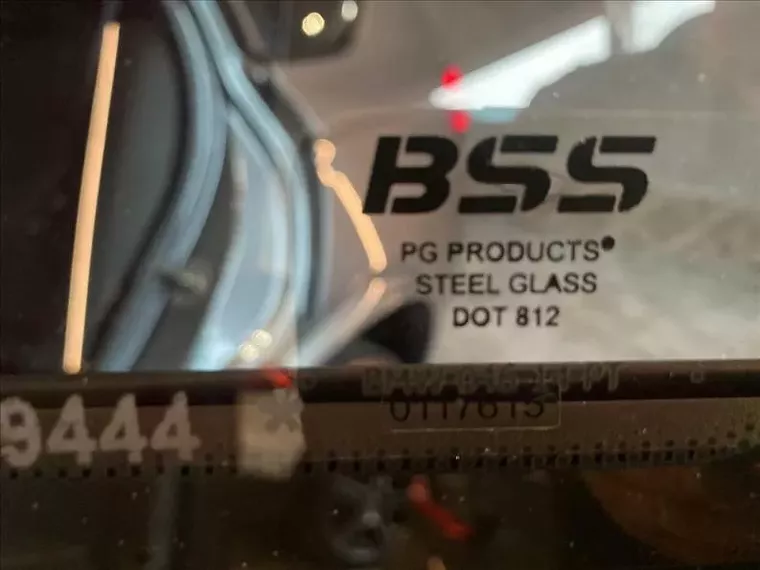 BSS
PG PRODUCTS®
STEEL GLASS
DOT 812
9444
0117615